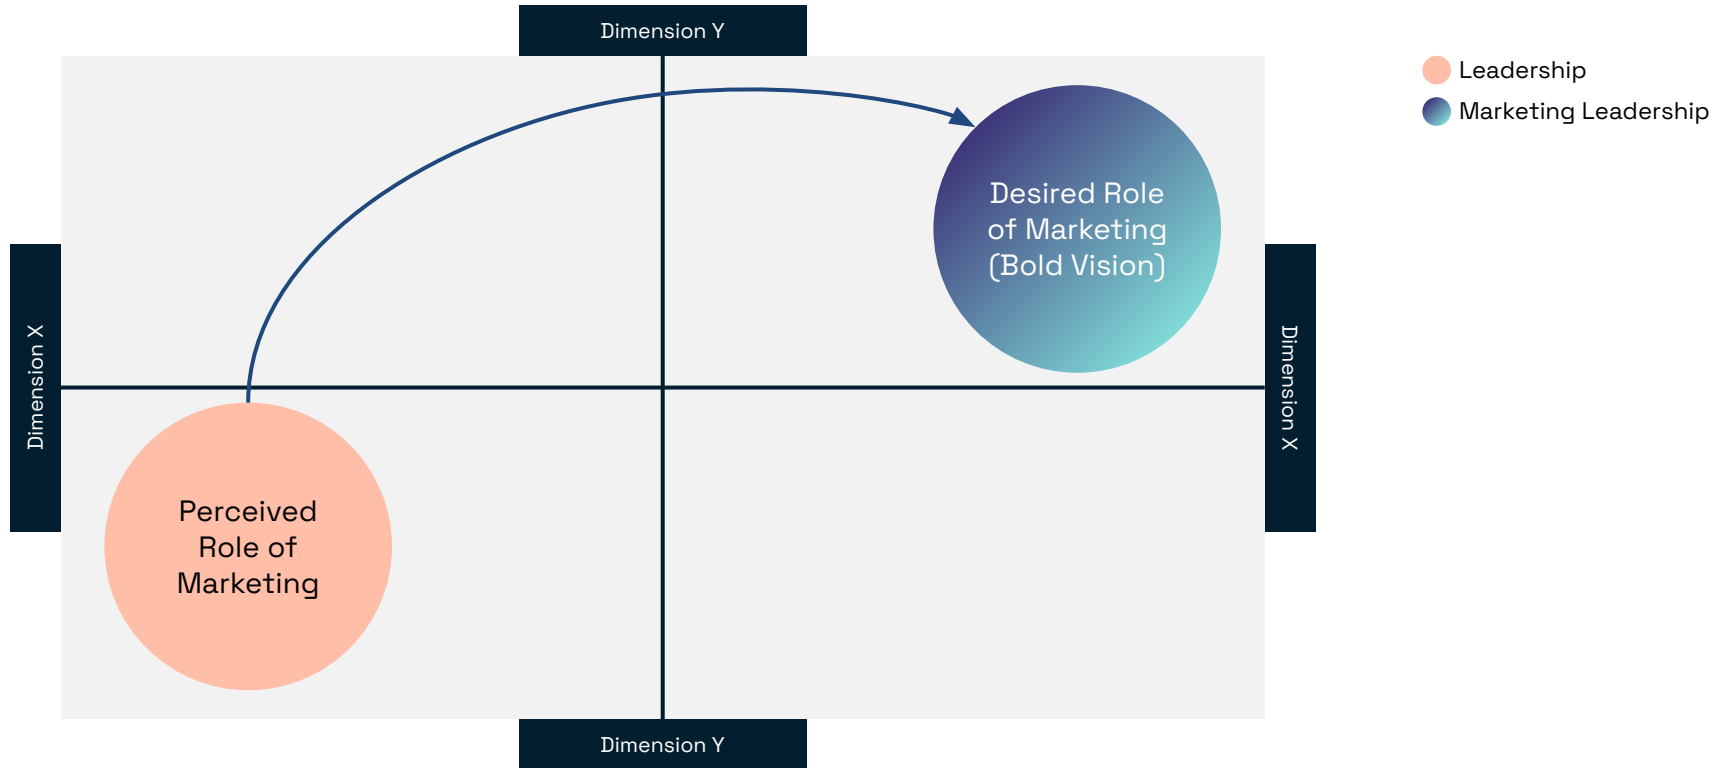 Dimension Y
Leadership
Marketing Leadership
Desired Role
of Marketing
(Bold Vision)
Dimension X
Dimension X
Perceived
Role of
Marketing
Dimension Y